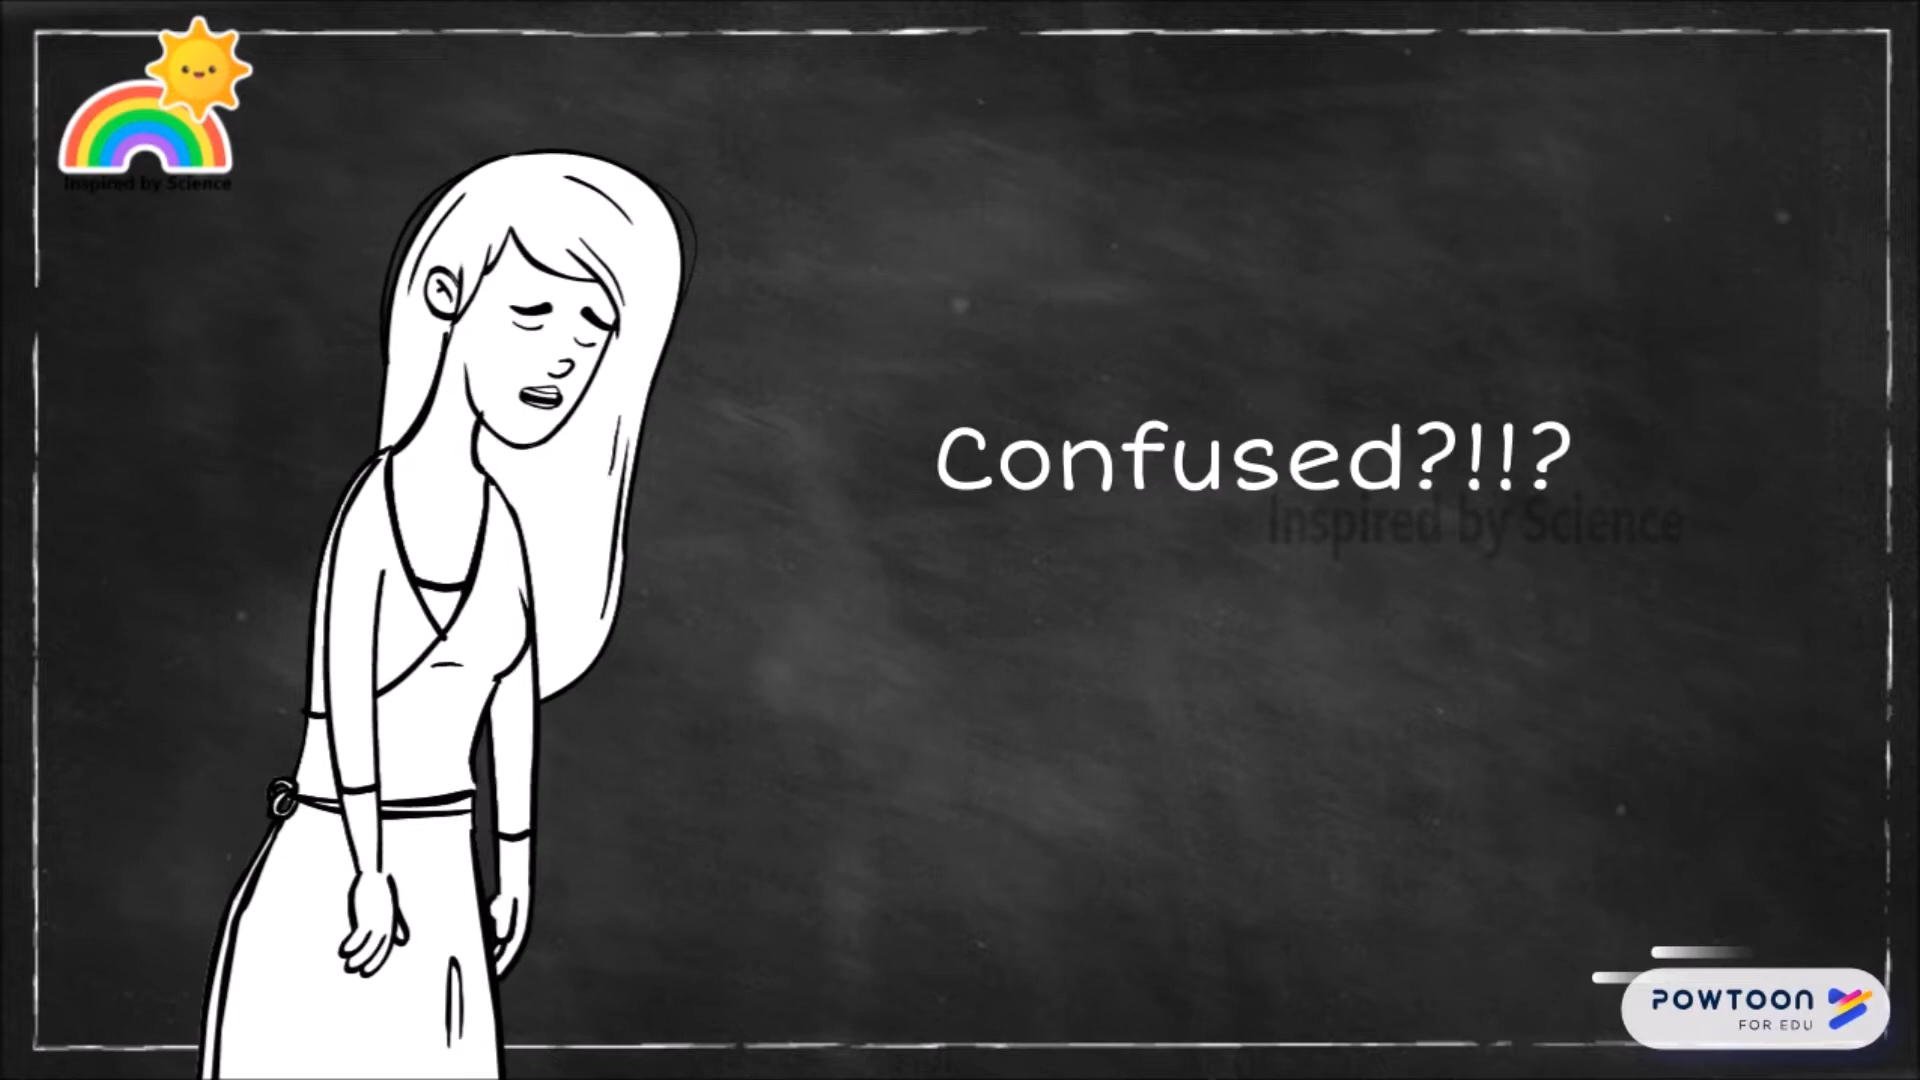 Inspired by Science
Confused?!!?
Inspired by Science
POWTOON
FOR EDU